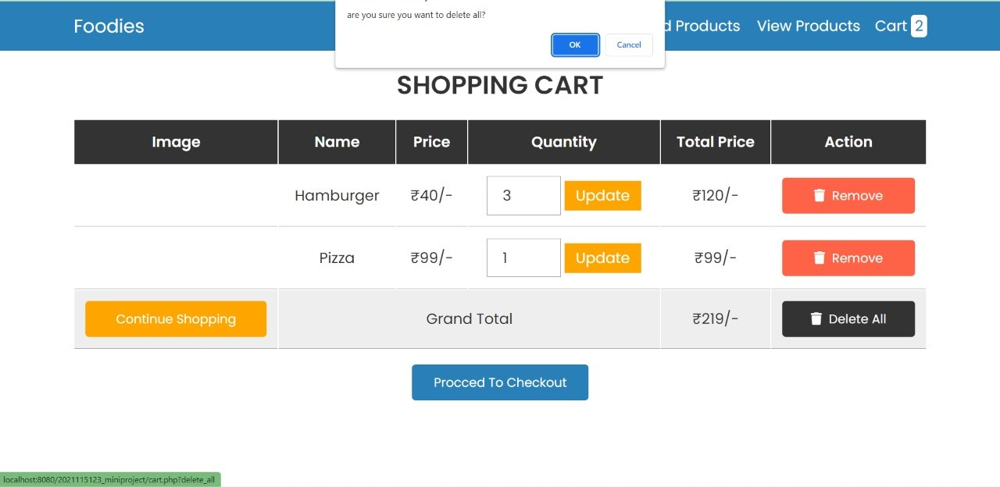 are you sure you want to delete all?
OK Cancel
Foodies Products View Products Cart 2
SHOPPING CART
Image Name Price Quantity Total Price Action
Hamburger ₹40/- 3 Update ₹120/- Remove
Pizza ₹99/- 1 Update ₹99/- Remove
Continue Shopping Grand Total ₹219/- Delete All
Procced To Checkout
localhost:8080/2021115123_miniproject/cart.php?delete_all